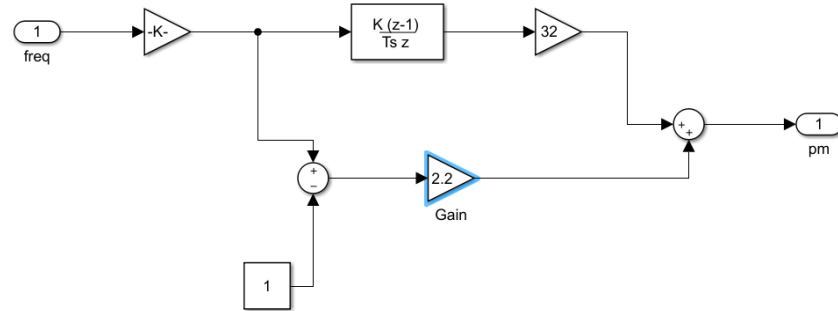 1
freq
-K-
K (z-1)
Ts z
32
+
+
1
pm
+
−
2.2
Gain
1